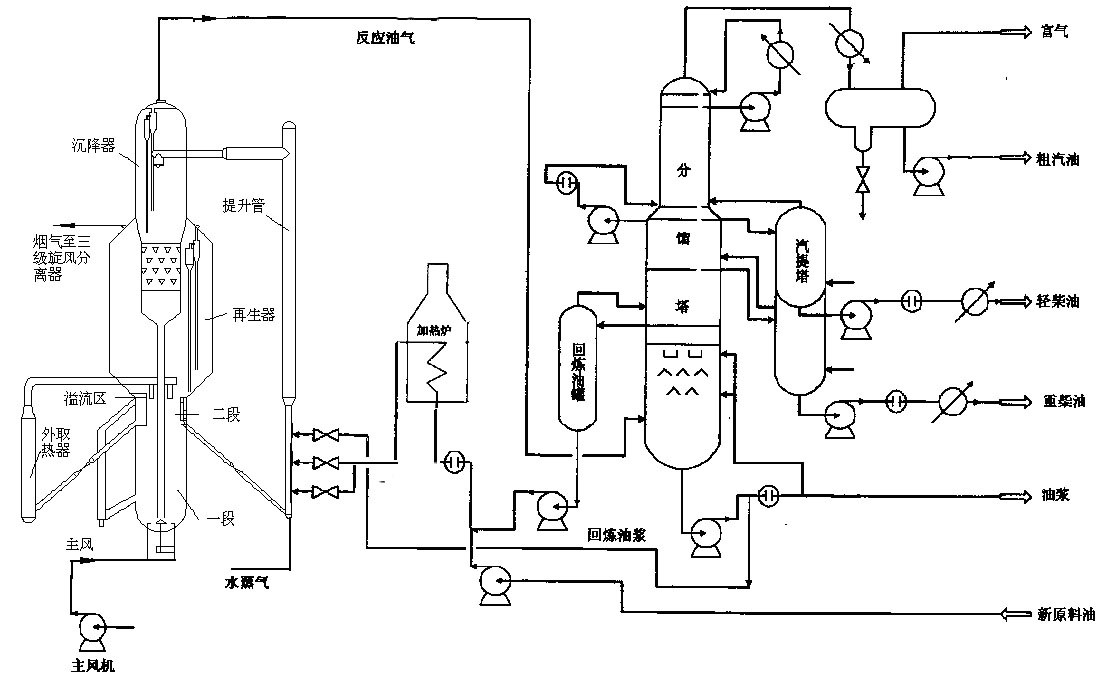 反应油气
富气
沉降器
粗汽油
分
提升管
馏
烟气至三
级旋风分
离器
汽
提
塔
再生器
塔
加热炉
轻柴油
回
炼
油
罐
溢流区
二段
重柴油
外取
热器
油浆
一段
回炼油浆
主风
水蒸气
新原料油
主风机